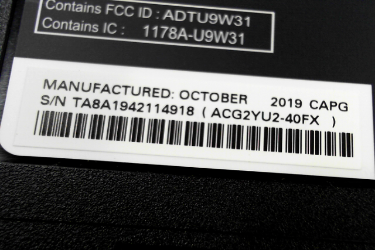 Contains FCC ID : ADTU9W31
Contains IC : 1178A-U9W31
MANUFACTURED: OCTOBER 2019 CAPG
S/N TA8A1942114918 ( ACG2YU2-40FX )